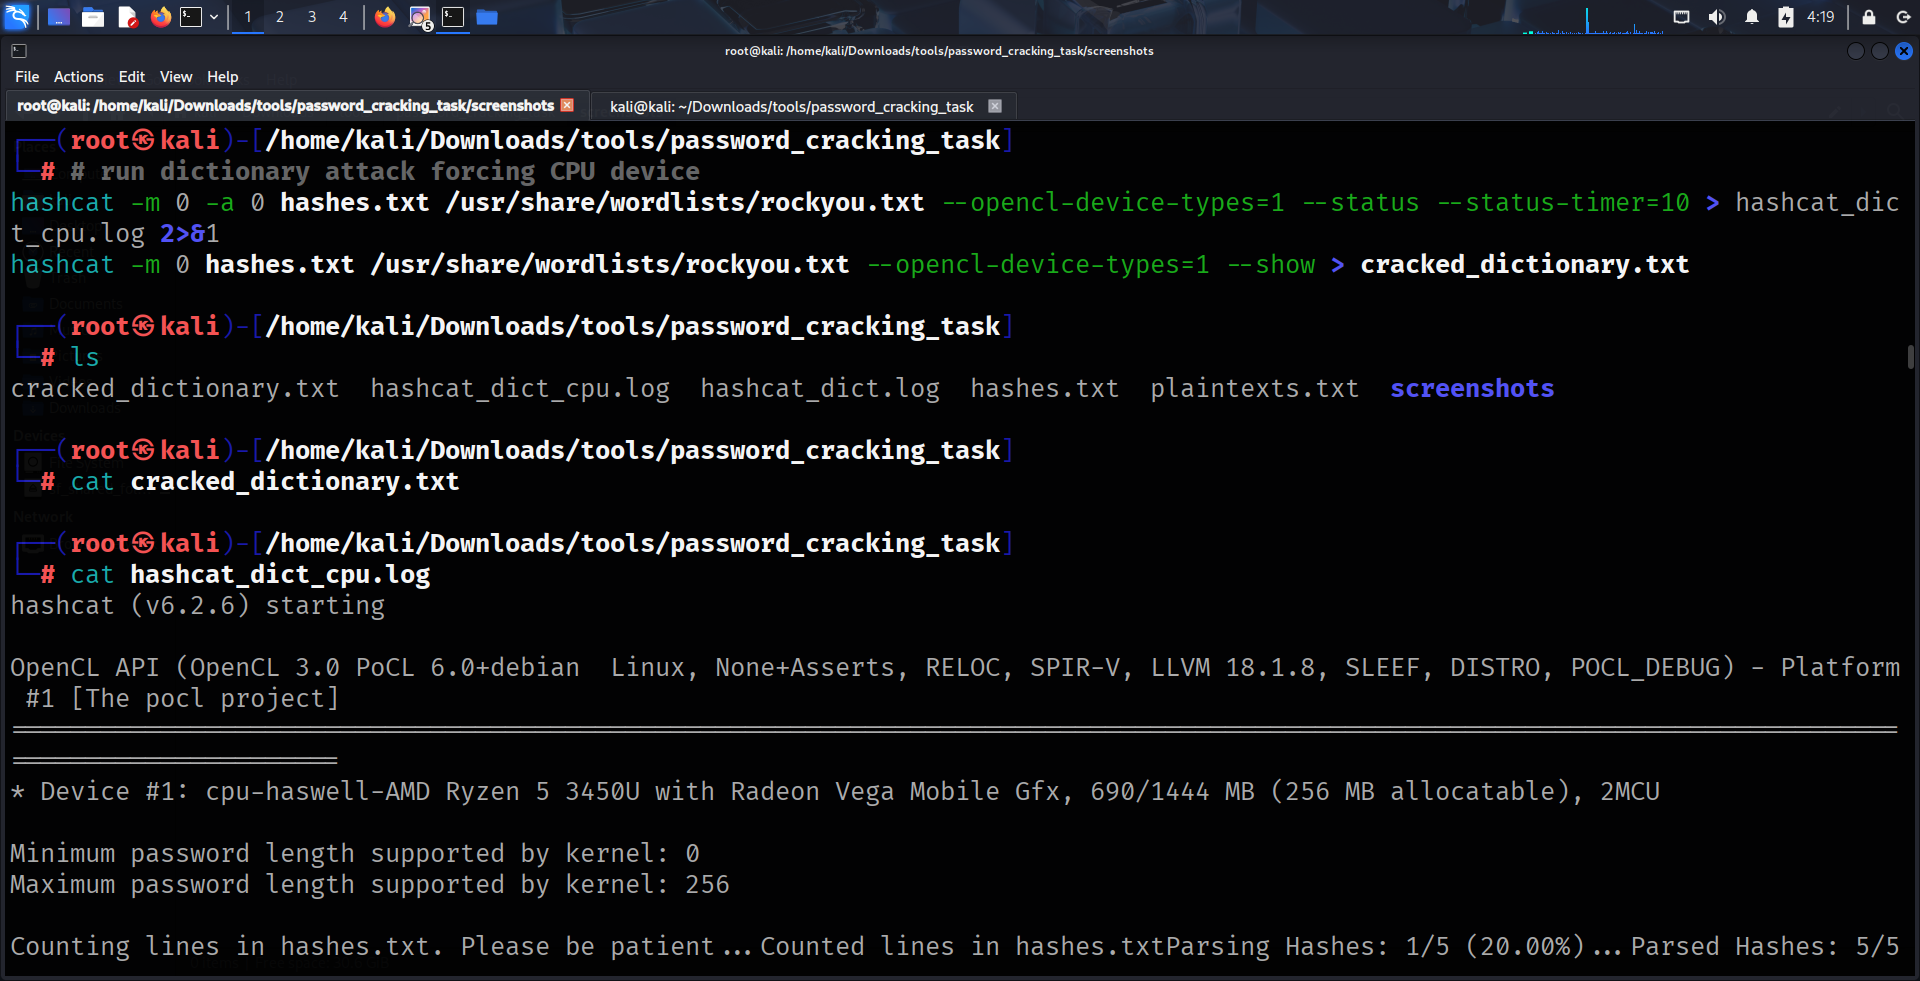 1 2 3 4
5
4:19
root@kali: /home/kali/Downloads/tools/password_cracking_task/screenshots
File Actions Edit View Help
root@kali: /home/kali/Downloads/tools/password_cracking_task/screenshots
kali@kali: ~/Downloads/tools/password_cracking_task
┌──(root㉿kali)-[/home/kali/Downloads/tools/password_cracking_task]
└─# # run dictionary attack forcing CPU device
hashcat -m 0 -a 0 hashes.txt /usr/share/wordlists/rockyou.txt --opencl-device-types=1 --status --status-timer=10 > hashcat_dic
t_cpu.log 2>&1
hashcat -m 0 hashes.txt /usr/share/wordlists/rockyou.txt --opencl-device-types=1 --show > cracked_dictionary.txt
┌──(root㉿kali)-[/home/kali/Downloads/tools/password_cracking_task]
└─# ls
cracked_dictionary.txt hashcat_dict_cpu.log hashcat_dict.log hashes.txt plaintexts.txt screenshots
Documents
Downloads
Devices
┌──(root㉿kali)-[/home/kali/Downloads/tools/password_cracking_task]
└─# cat cracked_dictionary.txt
Network
┌──(root㉿kali)-[/home/kali/Downloads/tools/password_cracking_task]
└─# cat hashcat_dict_cpu.log
hashcat (v6.2.6) starting
OpenCL API (OpenCL 3.0 PoCL 6.0+debian  Linux, None+Asserts, RELOC, SPIR-V, LLVM 18.1.8, SLEEF, DISTRO, POCL_DEBUG) - Platform
#1 [The pocl project]
==============================================================================================================================
======================
* Device #1: cpu-haswell-AMD Ryzen 5 3450U with Radeon Vega Mobile Gfx, 690/1444 MB (256 MB allocatable), 2MCU
Minimum password length supported by kernel: 0
Maximum password length supported by kernel: 256
Counting lines in hashes.txt. Please be patient...Counted lines in hashes.txtParsing Hashes: 1/5 (20.00%)...Parsed Hashes: 5/5